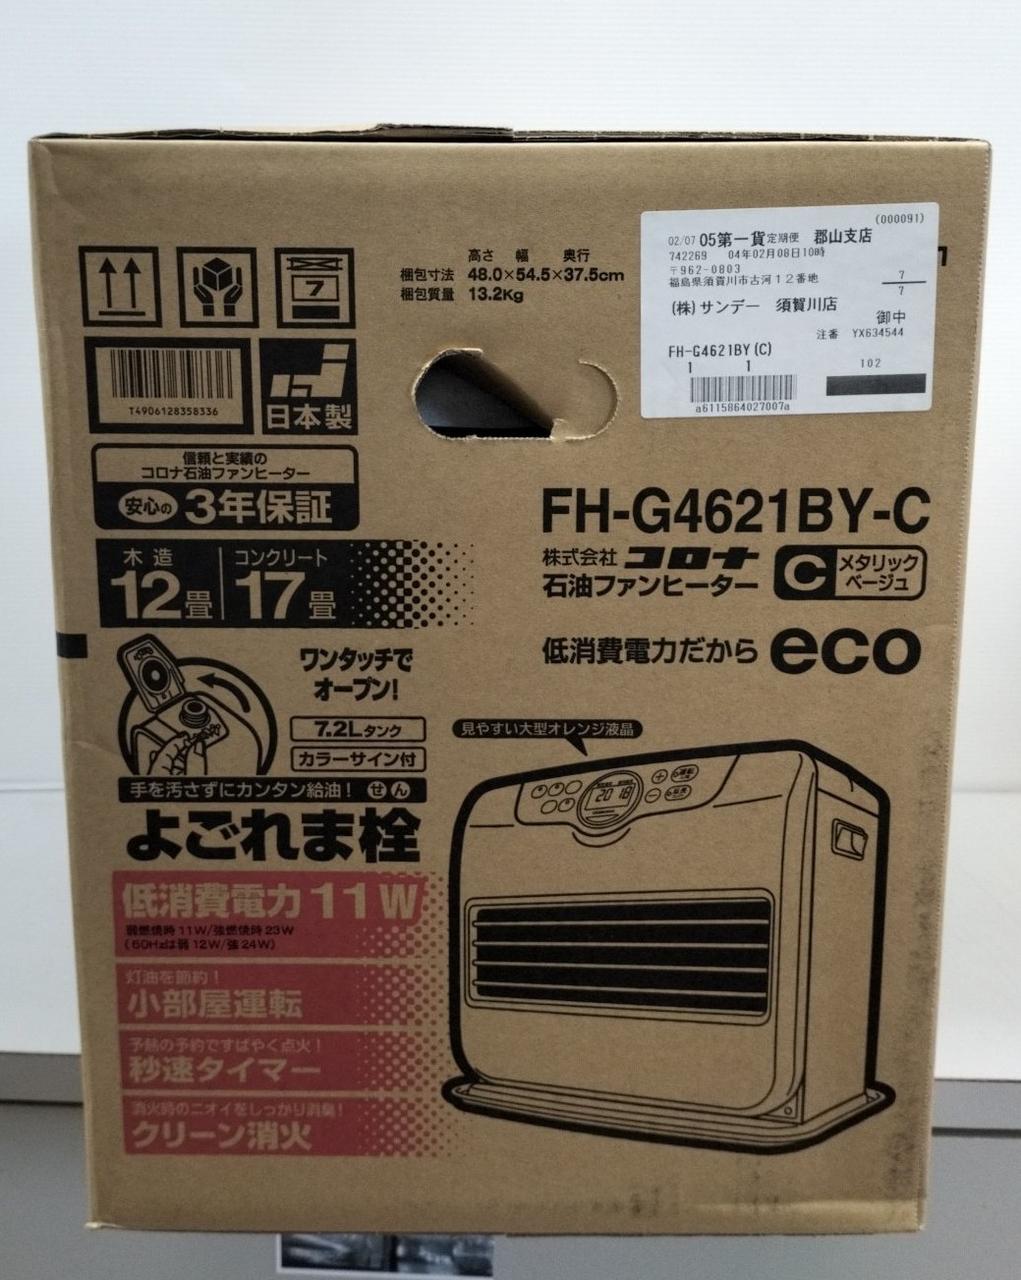 (000091)
02/07 05第一貨定期便 郡山支店
742269 04年02月08日10時
〒962-0803
福島県須賀川市古河12番地
7
7
(株)サンデー 須賀川店
御中
注番 YX634544
FH-G4621BY(C)
102
1 1
a6115864027007a
高さ 幅 奥行
梱包寸法 48.0×54.5×37.5cm
梱包質量 13.2Kg
7
T4906128358336
日本製
信頼と実績の
コロナ石油ファンヒーター
安心の 3年保証
木造 コンクリート
12畳 17畳
FH-G4621BY-C
株式会社 コロナ
石油ファンヒーター
C メタリックベージュ
低消費電力だから eco
ワンタッチで
オープン!
7.2Lタンク
カラーサイン付
手を汚さずにカンタン給油! せん
よごれま栓
見やすい大型オレンジ液晶
20 18
低消費電力11W
弱燃焼時11W/強燃焼時23W
(60Hzは弱12W/強24W)
灯油を節約!
小部屋運転
予熱の予約ですばやく点火!
秒速タイマー
消火時のニオイをしっかり消臭!
クリーン消火